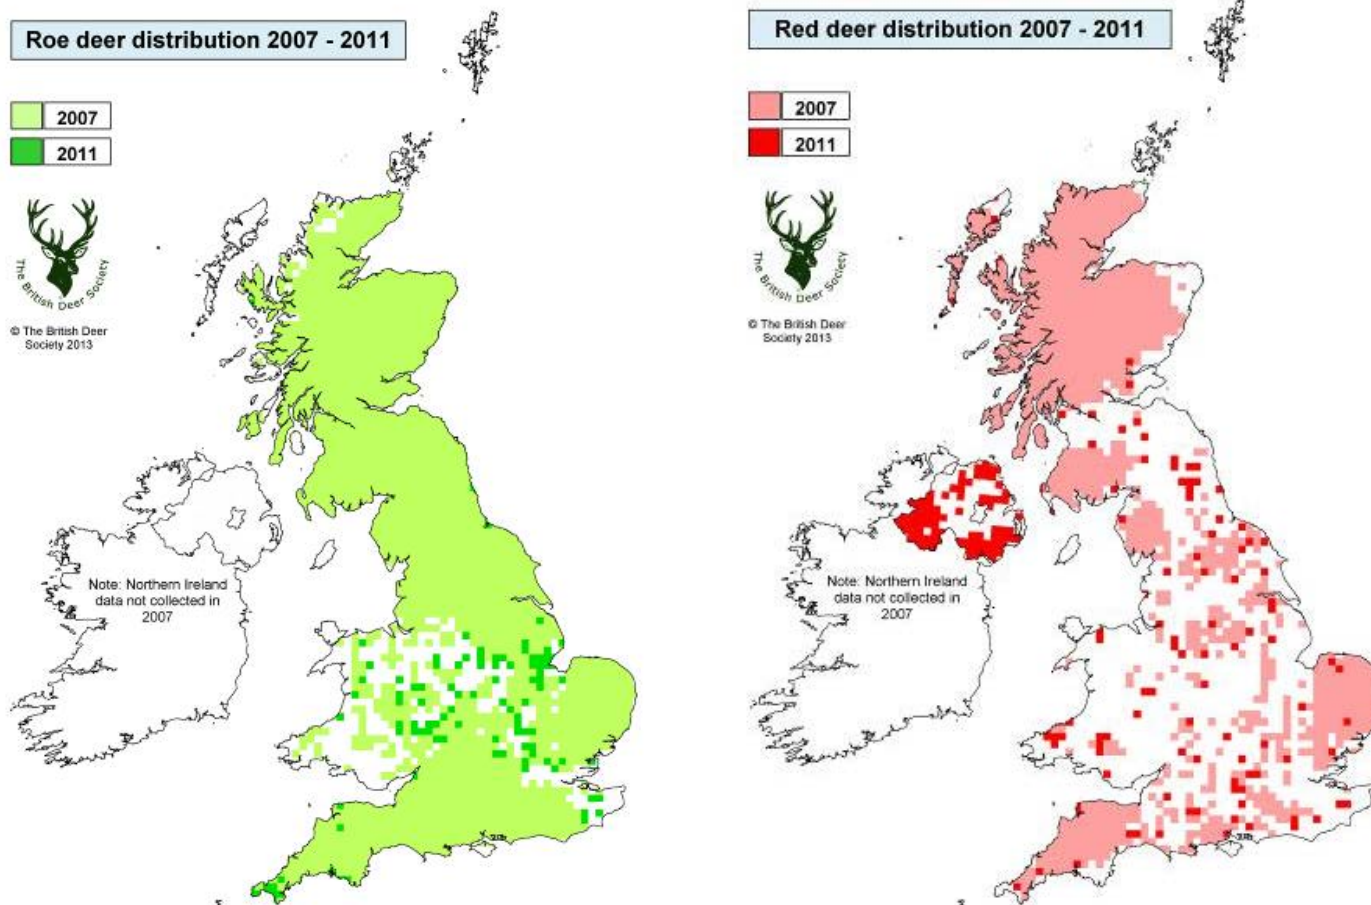 Roe deer distribution 2007 - 2011
2007
2011
The British Deer Society
© The British Deer
Society 2013
Note: Northern Ireland
data not collected in
2007
Red deer distribution 2007 - 2011
2007
2011
The British Deer Society
© The British Deer
Society 2013
Note: Northern Ireland
data not collected in
2007